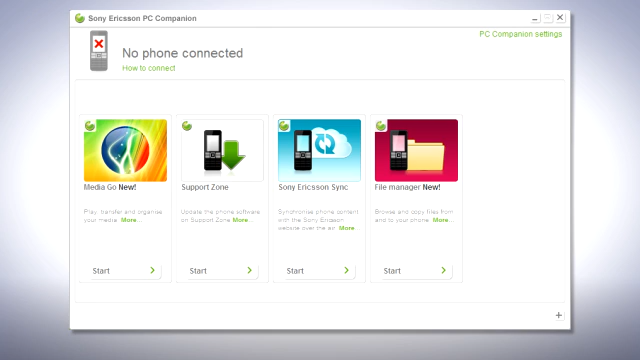 Sony Ericsson PC Companion
PC Companion settings
No phone connected
How to connect
Media Go New!
Play, transfer and organise
your media. More...
Start
Support Zone
Update the phone software
on Support Zone More...
Start
Sony Ericsson Sync
Synchronise phone content
with the Sony Ericsson
website over the air. More...
Start
File manager New!
Browse and copy files from
and to your phone. More...
Start